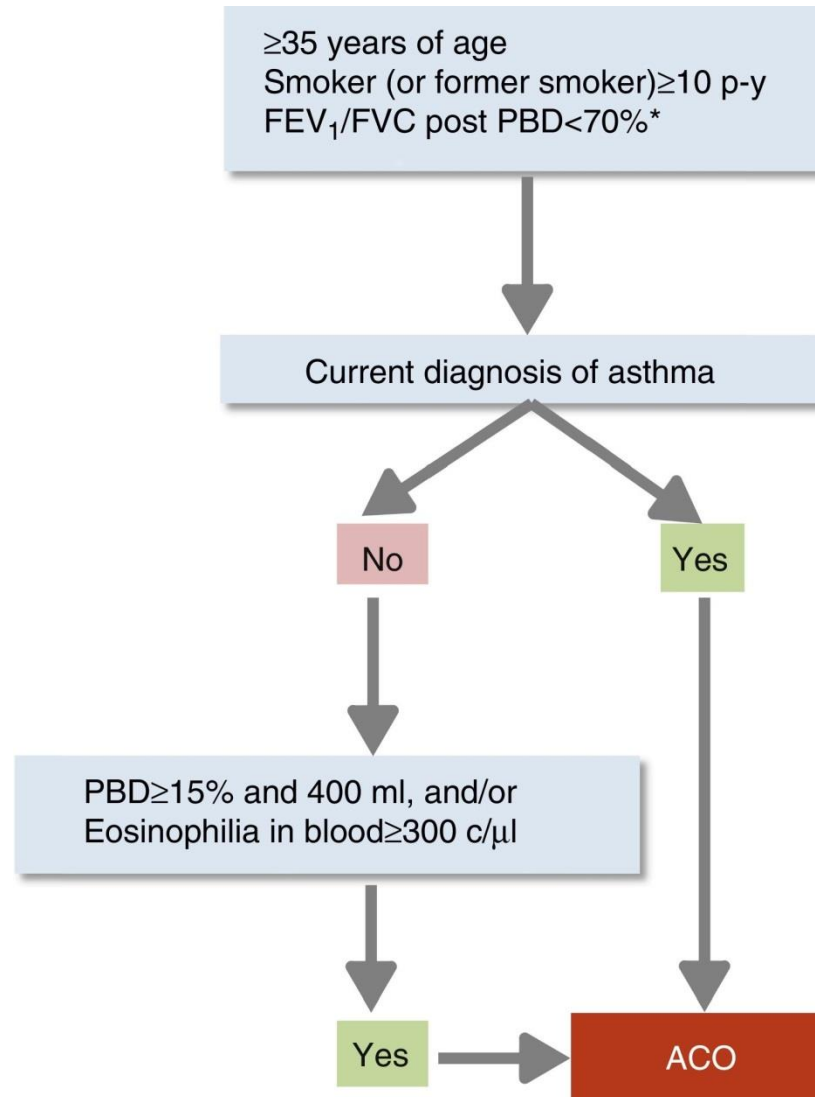 ≥35 years of age
Smoker (or former smoker)≥10 p-y
FEV₁/FVC post PBD<70%*
Current diagnosis of asthma
No
Yes
PBD≥15% and 400 ml, and/or
Eosinophilia in blood≥300 c/μl
Yes
ACO